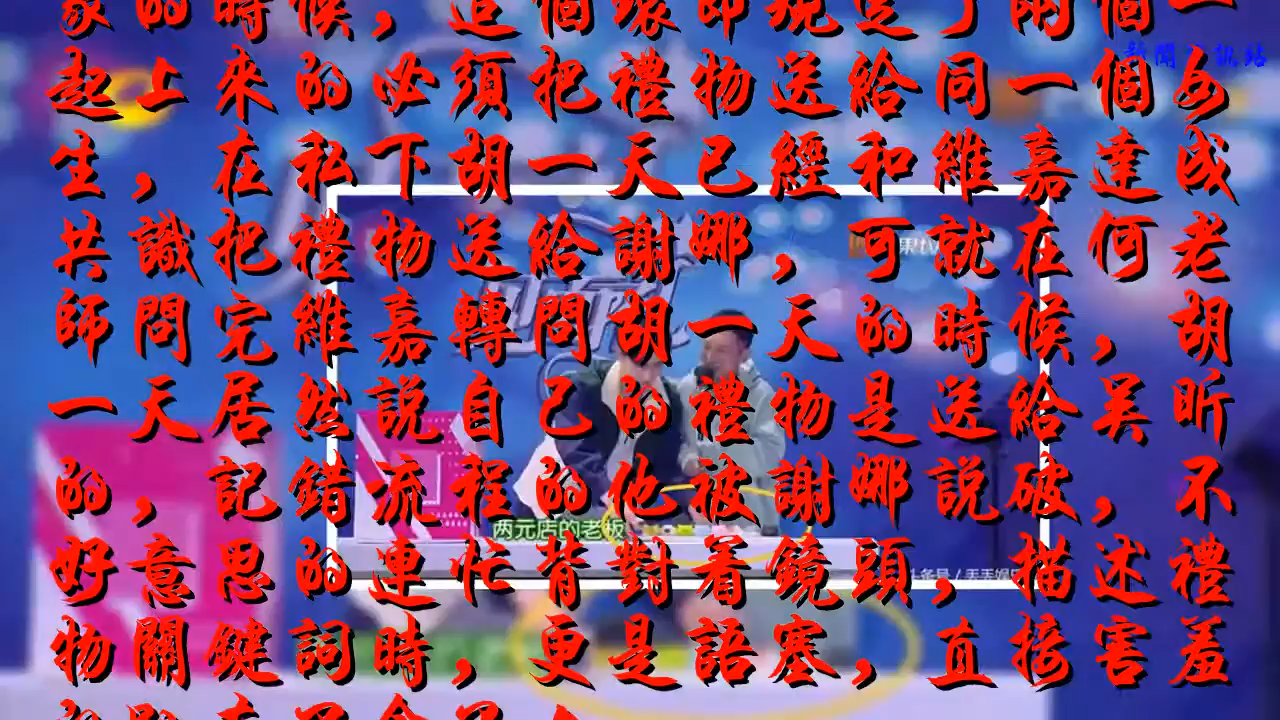 家的時候，這個環節規定了兩個一
起上來的必須把禮物送給同一個女
生，在私下胡一天已經和維嘉達成
共識把禮物送給謝娜，可就在何老
師問完維嘉轉問胡一天的時候，胡
一天居然說自己的禮物是送給吴昕
的，記錯流程的他被謝娜說破，不
好意思的連忙背對着鏡頭，描述禮
物關鍵詞時，更是語塞，直接害羞
新聞資訊站
两元店的老板